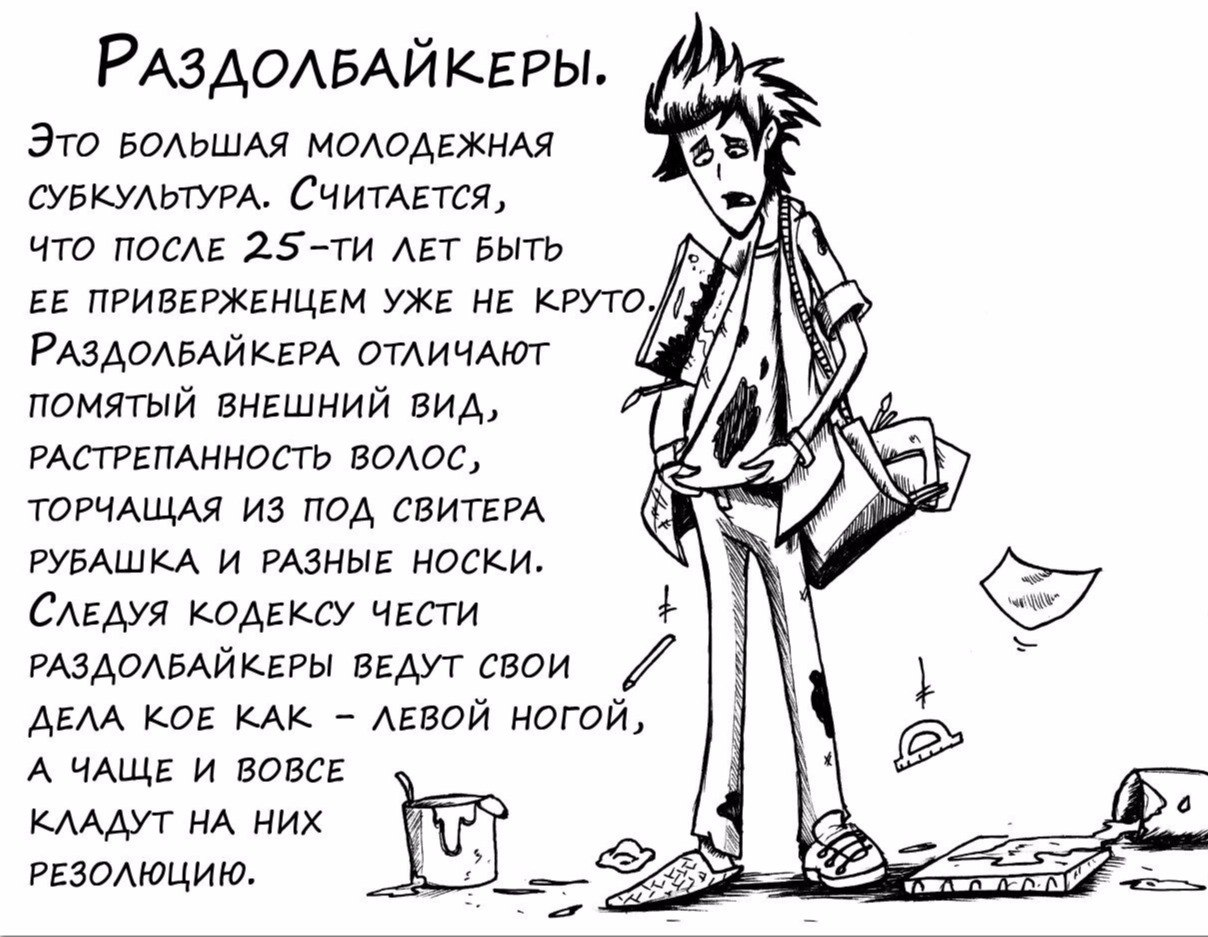 Раздолбайкеры.
Это большая молодежная
субкультура. Считается,
что после 25-ти лет быть
ее приверженцем уже не круто.
Раздолбайкера отличают
помятый внешний вид,
растрепанность волос,
торчащая из под свитера
рубашка и разные носки.
Следуя кодексу чести
раздолбайкеры ведут свои
дела кое как - левой ногой,
а чаще и вовсе
кладут на них
резолюцию.